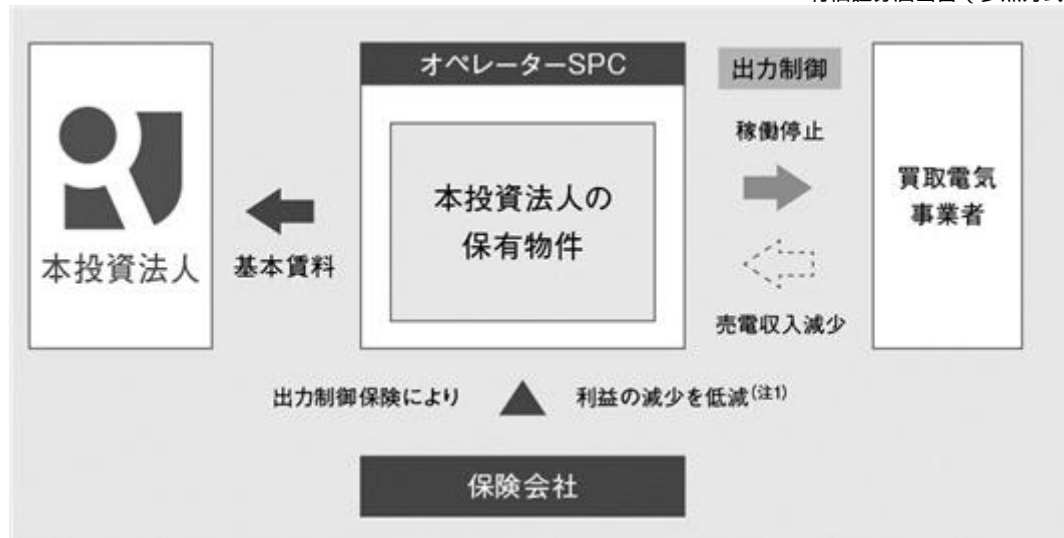 オペレーターSPC
出力制御
稼働停止
買取電気
事業者
本投資法人の
保有物件
本投資法人
基本賃料
売電収入減少
出力制御保険により
利益の減少を低減(注1)
保険会社